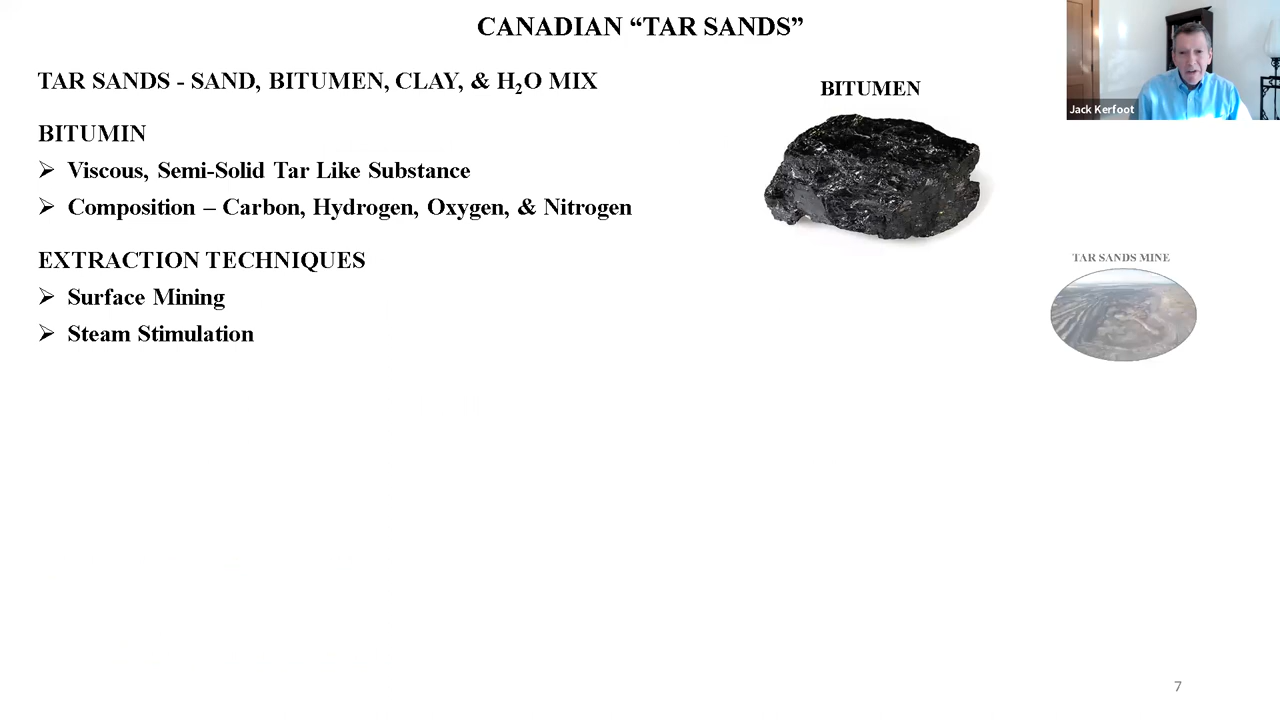 CANADIAN “TAR SANDS”
TAR SANDS - SAND, BITUMEN, CLAY, & H₂O MIX
BITUMIN
➢ Viscous, Semi-Solid Tar Like Substance
➢ Composition – Carbon, Hydrogen, Oxygen, & Nitrogen
EXTRACTION TECHNIQUES
➢ Surface Mining
➢ Steam Stimulation
BITUMEN
Jack Kerfoot
TAR SANDS MINE
7